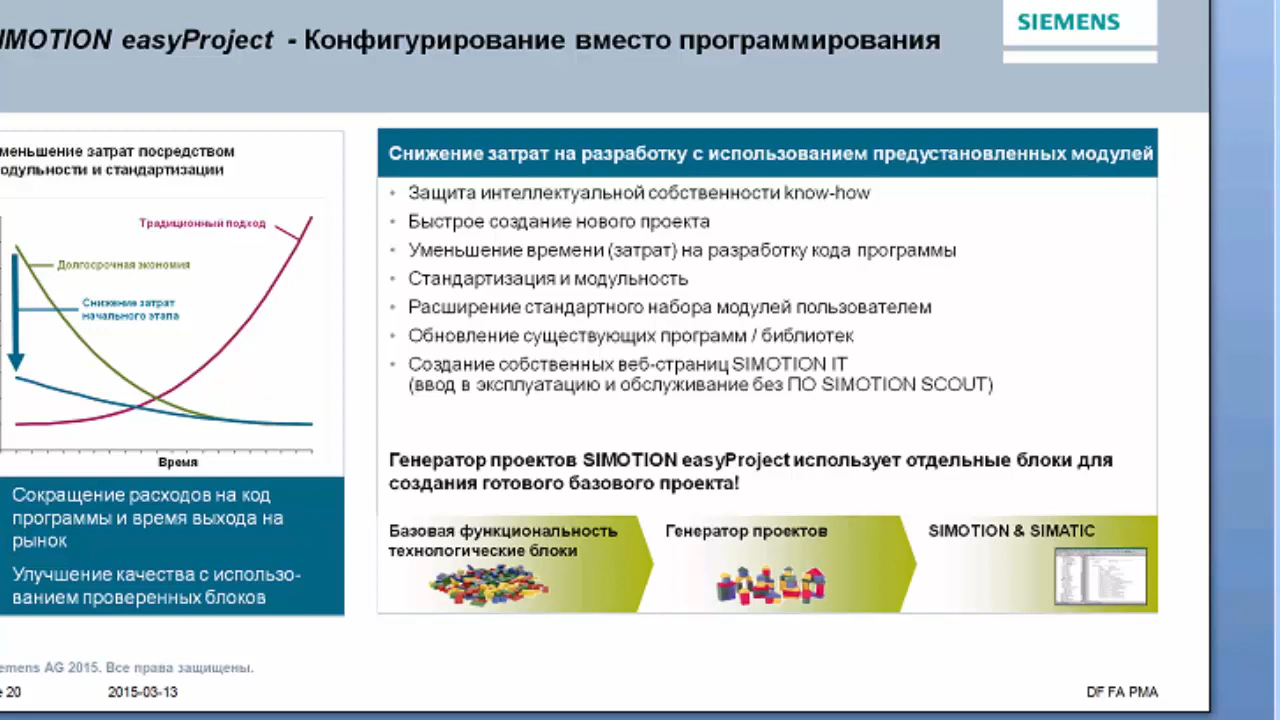 IMOTION easyProject - Конфигурирование вместо программирования
SIEMENS
меньшение затрат посредством
одульности и стандартизации
Традиционный подход
Долгосрочная экономия
Снижение затрат
начального этапа
Время
Сокращение расходов на код
программы и время выхода на
рынок
Улучшение качества с использо-
ванием проверенных блоков
Снижение затрат на разработку с использованием предустановленных модулей
• Защита интеллектуальной собственности know-how
• Быстрое создание нового проекта
• Уменьшение времени (затрат) на разработку кода программы
• Стандартизация и модульность
• Расширение стандартного набора модулей пользователем
• Обновление существующих программ / библиотек
• Создание собственных веб-страниц SIMOTION IT
(ввод в эксплуатацию и обслуживание без ПО SIMOTION SCOUT)
Генератор проектов SIMOTION easyProject использует отдельные блоки для
создания готового базового проекта!
Базовая функциональность
технологические блоки
Генератор проектов
SIMOTION & SIMATIC
emens AG 2015. Все права защищены.
e 20
2015-03-13
DF FA PMA